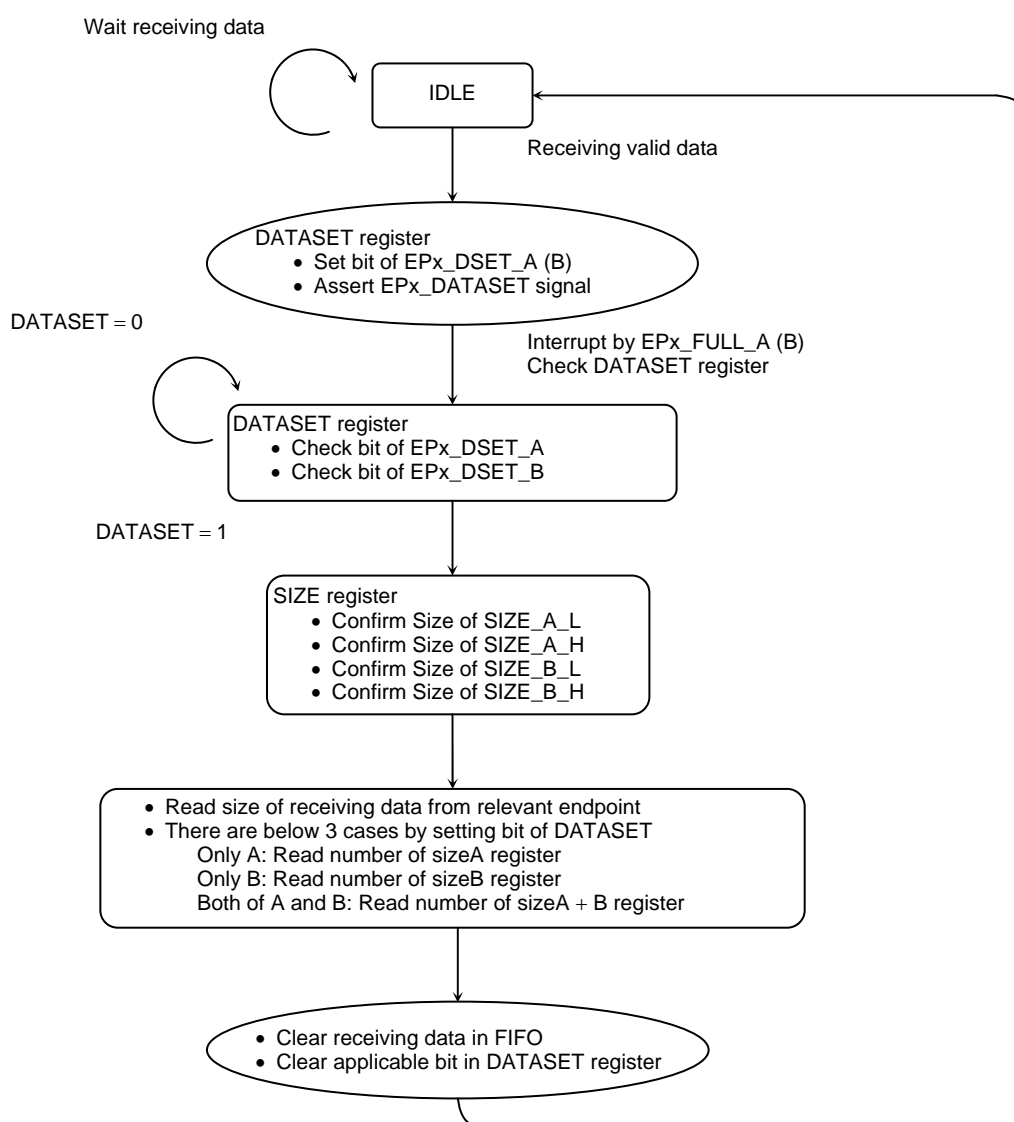 Wait receiving data
IDLE
Receiving valid data
DATASET register
• Set bit of EPx_DSET_A (B)
• Assert EPx_DATASET signal
DATASET = 0
Interrupt by EPx_FULL_A (B)
Check DATASET register
DATASET register
• Check bit of EPx_DSET_A
• Check bit of EPx_DSET_B
DATASET = 1
SIZE register
• Confirm Size of SIZE_A_L
• Confirm Size of SIZE_A_H
• Confirm Size of SIZE_B_L
• Confirm Size of SIZE_B_H
• Read size of receiving data from relevant endpoint
• There are below 3 cases by setting bit of DATASET
Only A: Read number of sizeA register
Only B: Read number of sizeB register
Both of A and B: Read number of sizeA + B register
• Clear receiving data in FIFO
• Clear applicable bit in DATASET register